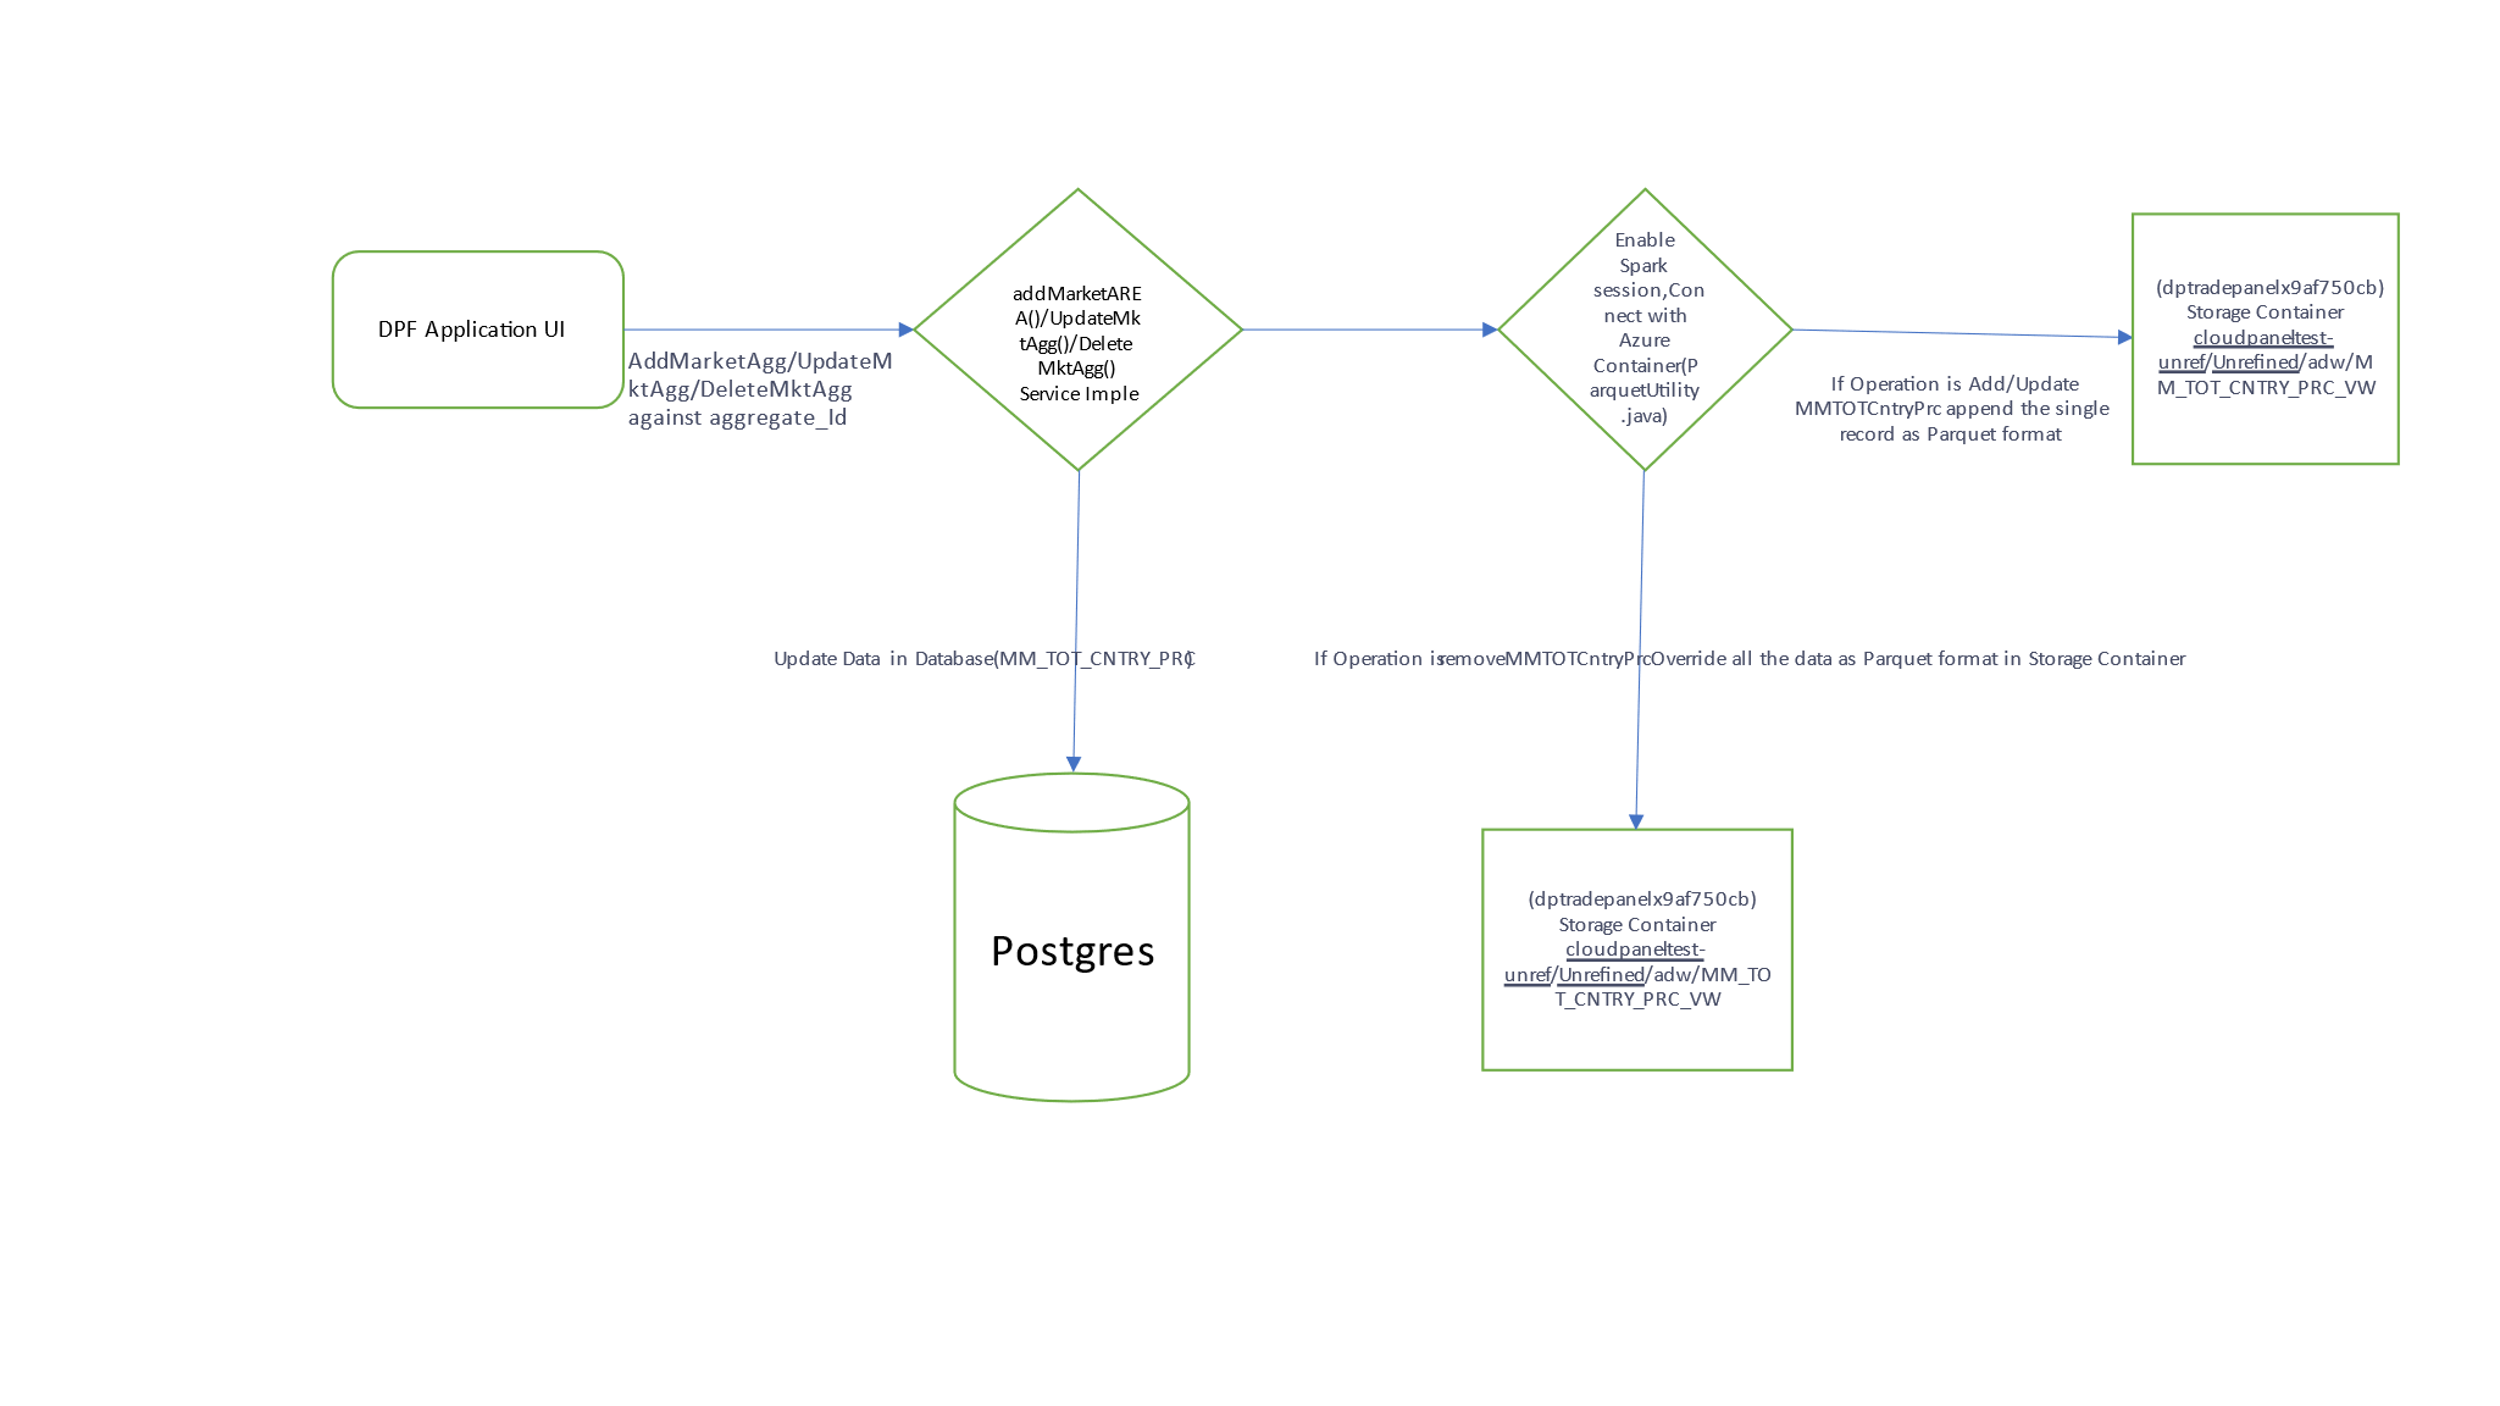 DPF Application UI
AddMarketAgg/UpdateM
ktAgg/DeleteMktAgg
against aggregate_Id
addMarketARE
A()/UpdateMk
tAgg()/Delete
MktAgg()
Service Imple
Enable
Spark
session,Con
nect with
Azure
Container(P
arquetUtility
.java)
If Operation is Add/Update
MMTOTCntryPrc append the single
record as Parquet format
(dptradepanelx9af750cb)
Storage Container
cloudpaneltest-
unref/Unrefined/adw/M
M_TOT_CNTRY_PRC_VW
Update Data in Database(MM_TOT_CNTRY_PRC)
If Operation is removeMMTOTCntryPrcOverride all the data as Parquet format in Storage Container
Postgres
(dptradepanelx9af750cb)
Storage Container
cloudpaneltest-
unref/Unrefined/adw/MM_TO
T_CNTRY_PRC_VW